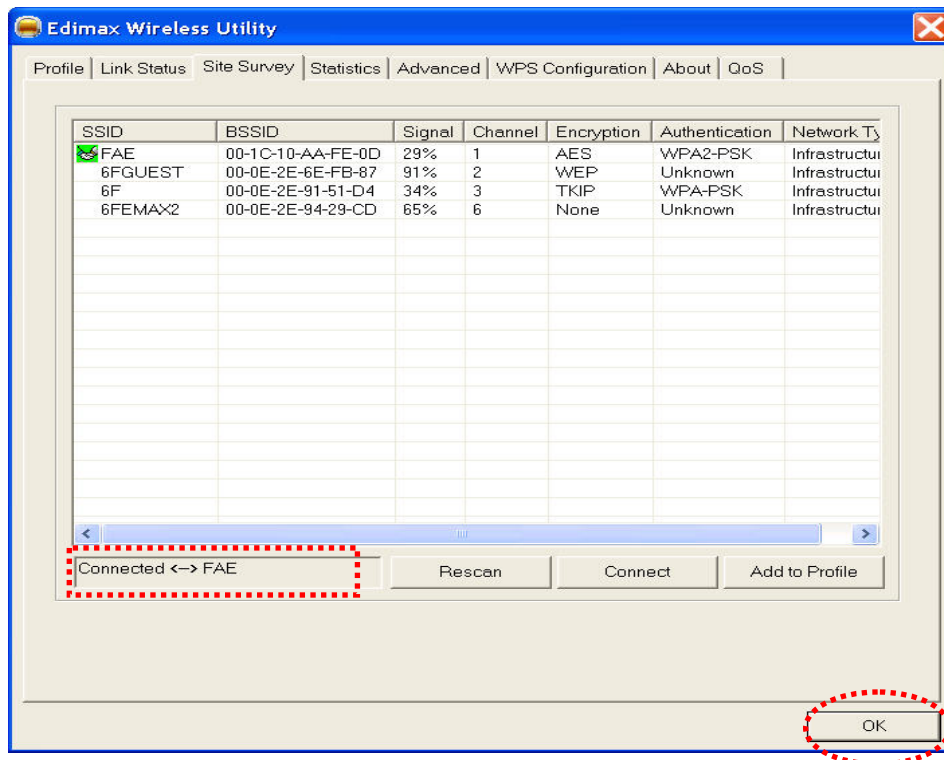 Edimax Wireless Utility
Profile Link Status Site Survey Statistics Advanced WPS Configuration About QoS
SSID BSSID Signal Channel Encryption Authentication Network Ty
FAE 00-1C-10-AA-FE-0D 29% 1 AES WPA2-PSK Infrastructur
6FGUEST 00-0E-2E-6E-FB-87 91% 2 WEP Unknown Infrastructur
6F 00-0E-2E-91-51-D4 34% 3 TKIP WPA-PSK Infrastructur
6FEMAX2 00-0E-2E-94-29-CD 65% 6 None Unknown Infrastructur
Connected <--> FAE Rescan Connect Add to Profile
OK